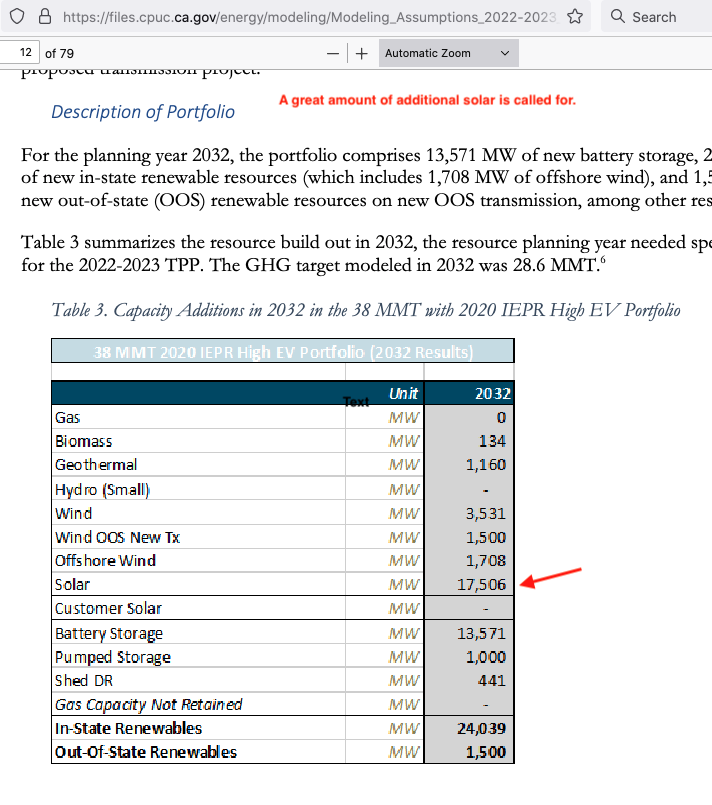 https://files.cpuc.ca.gov/energy/modeling/Modeling_Assumptions_2022-2023
Search
12 of 79
Automatic Zoom
proposed transmission project.
Description of Portfolio
A great amount of additional solar is called for.
For the planning year 2032, the portfolio comprises 13,571 MW of new battery storage, 2
of new in-state renewable resources (which includes 1,708 MW of offshore wind), and 1,5
new out-of-state (OOS) renewable resources on new OOS transmission, among other res
Table 3 summarizes the resource build out in 2032, the resource planning year needed spe
for the 2022-2023 TPP. The GHG target modeled in 2032 was 28.6 MMT.6
Table 3. Capacity Additions in 2032 in the 38 MMT with 2020 IEPR High EV Portfolio
38 MMT 2020 IEPR High EV Portfolio (2032 Results)
Text Unit 2032
Gas MW 0
Biomass MW 134
Geothermal MW 1,160
Hydro (Small) MW -
Wind MW 3,531
Wind OOS New Tx MW 1,500
Offshore Wind MW 1,708
Solar MW 17,506
Customer Solar MW -
Battery Storage MW 13,571
Pumped Storage MW 1,000
Shed DR MW 441
Gas Capacity Not Retained MW -
In-State Renewables MW 24,039
Out-Of-State Renewables MW 1,500